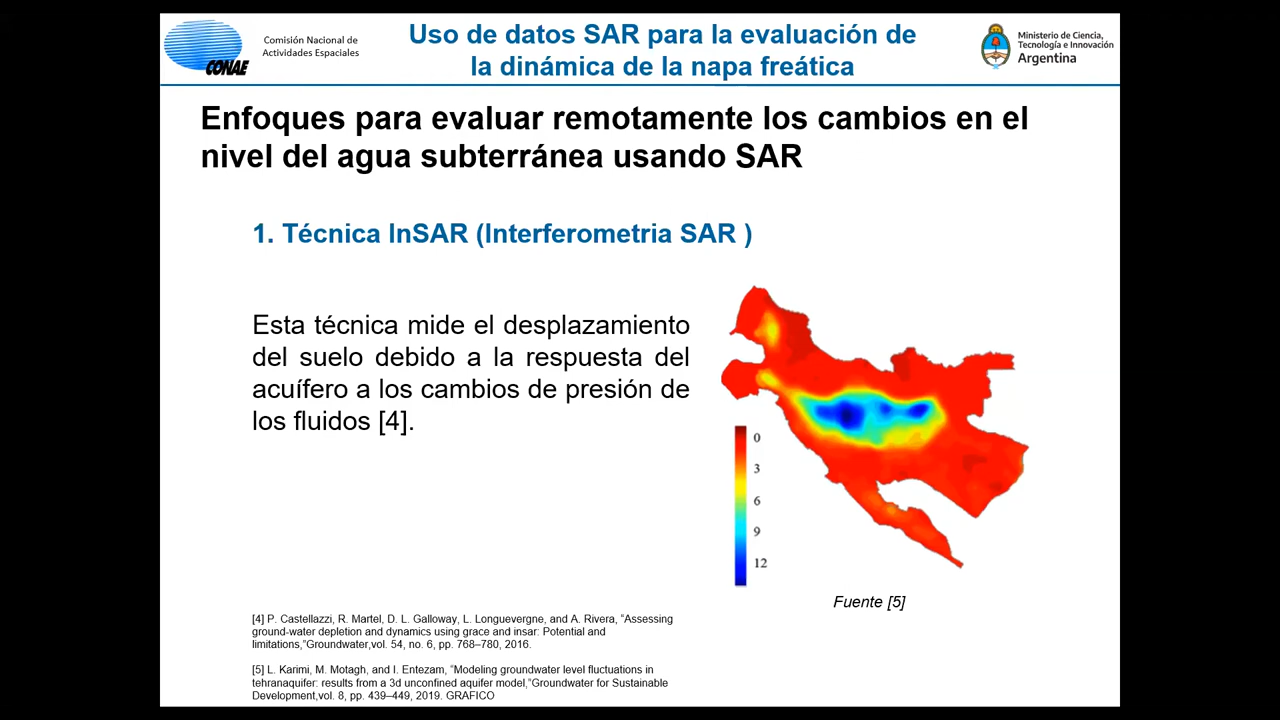 Comisión Nacional de
Actividades Espaciales
CONAE
Uso de datos SAR para la evaluación de
la dinámica de la napa freática
Ministerio de Ciencia,
Tecnología e Innovación
Argentina
Enfoques para evaluar remotamente los cambios en el
nivel del agua subterránea usando SAR
1. Técnica InSAR (Interferometria SAR )
Esta técnica mide el desplazamiento
del suelo debido a la respuesta del
acuífero a los cambios de presión de
los fluidos [4].
0
3
6
9
12
Fuente [5]
[4] P. Castellazzi, R. Martel, D. L. Galloway, L. Longuevergne, and A. Rivera, “Assessing
ground-water depletion and dynamics using grace and insar: Potential and
limitations,”Groundwater,vol. 54, no. 6, pp. 768–780, 2016.
[5] L. Karimi, M. Motagh, and I. Entezam, “Modeling groundwater level fluctuations in
tehranaquifer: results from a 3d unconfined aquifer model,”Groundwater for Sustainable
Development,vol. 8, pp. 439–449, 2019. GRAFICO